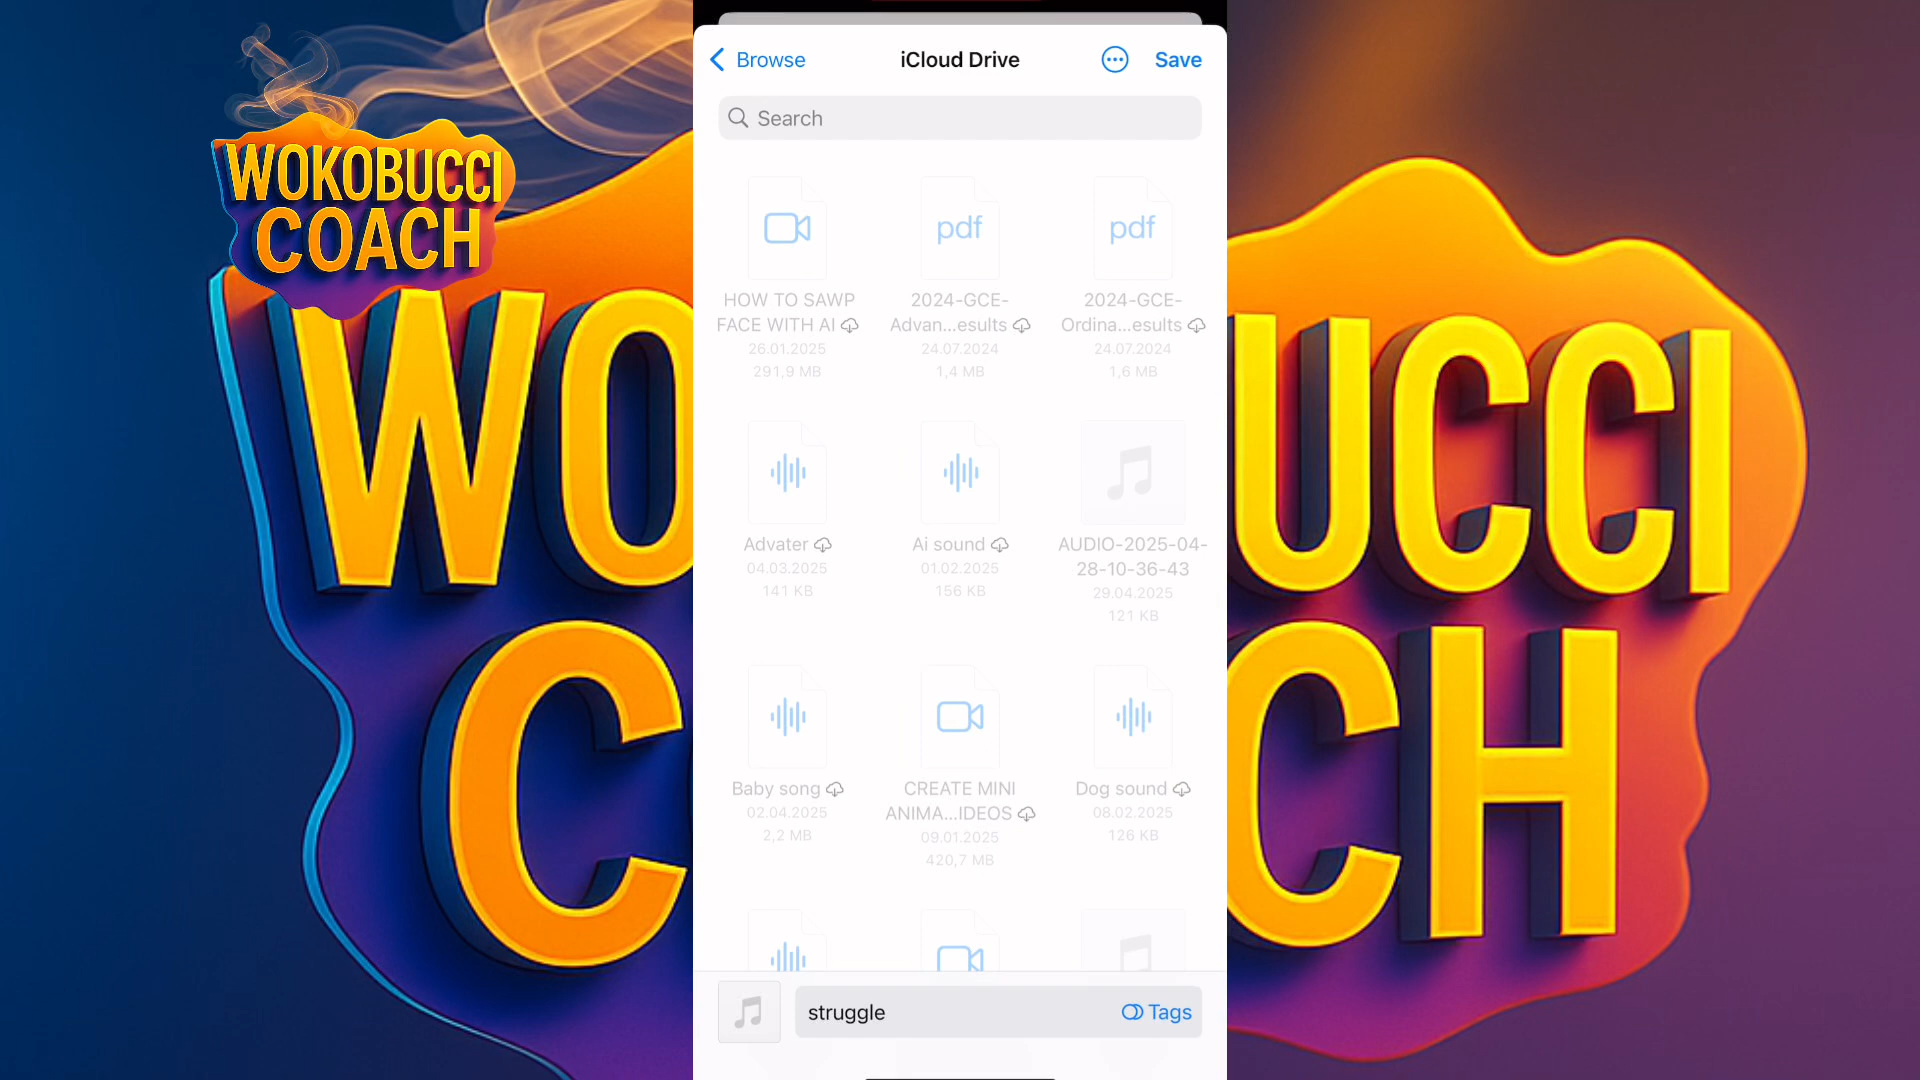 WOKOBUCCI
COACH
WO
UCCI
C
CH
Browse
iCloud Drive
Save
Search
pdf
pdf
HOW TO SAWP
FACE WITH AI
26.01.2025
291,9 MB
2024-GCE-
Advan...esults
24.07.2024
1,4 MB
2024-GCE-
Ordina...esults
24.07.2024
1,6 MB
Advater
04.03.2025
141 KB
Ai sound
01.02.2025
156 KB
AUDIO-2025-04-
28-10-36-43
29.04.2025
121 KB
Baby song
02.04.2025
2,2 MB
CREATE MINI
ANIMA...IDEOS
09.01.2025
420,7 MB
Dog sound
08.02.2025
126 KB
struggle
Tags